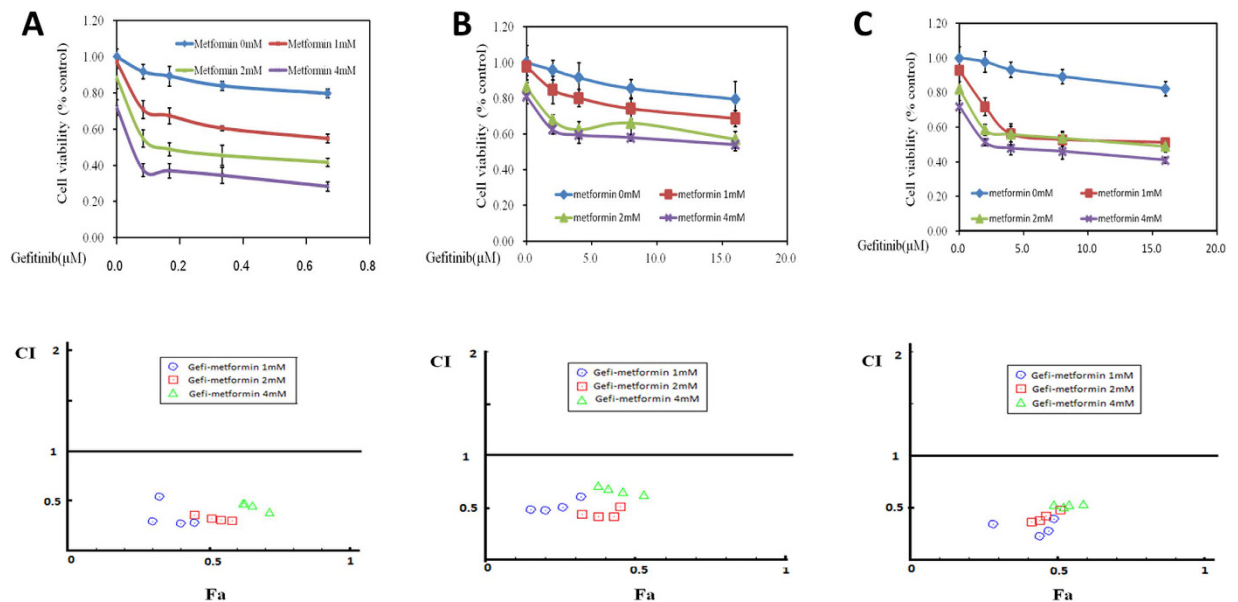 A
Cell viability (% control)
1.20
1.00
0.80
0.60
0.40
0.20
0.00
Metformin 0mM
Metformin 1mM
Metformin 2mM
Metformin 4mM
Gefitinib(μM)
0.0
0.2
0.4
0.6
0.8
B
Cell viability (% control)
1.20
1.00
0.80
0.60
0.40
0.20
0.00
metformin 0mM
metformin 1mM
metformin 2mM
metformin 4mM
Gefitinib(μM)
0.0
5.0
10.0
15.0
20.0
C
Cell viability (% control)
1.20
1.00
0.80
0.60
0.40
0.20
0.00
metformin 0mM
metformin 1mM
metformin 2mM
metformin 4mM
Gefitinib(μM)
0.0
5.0
10.0
15.0
20.0
CI
2
1
0.5
Gefi-metformin 1mM
Gefi-metformin 2mM
Gefi-metformin 4mM
0
0.5
1
Fa
CI
2
1
0.5
Gefi-metformin 1mM
Gefi-metformin 2mM
Gefi-metformin 4mM
0
0.5
1
Fa
CI
2
1
0.5
Gefi-metformin 1mM
Gefi-metformin 2mM
Gefi-metformin 4mM
0
0.5
1
Fa